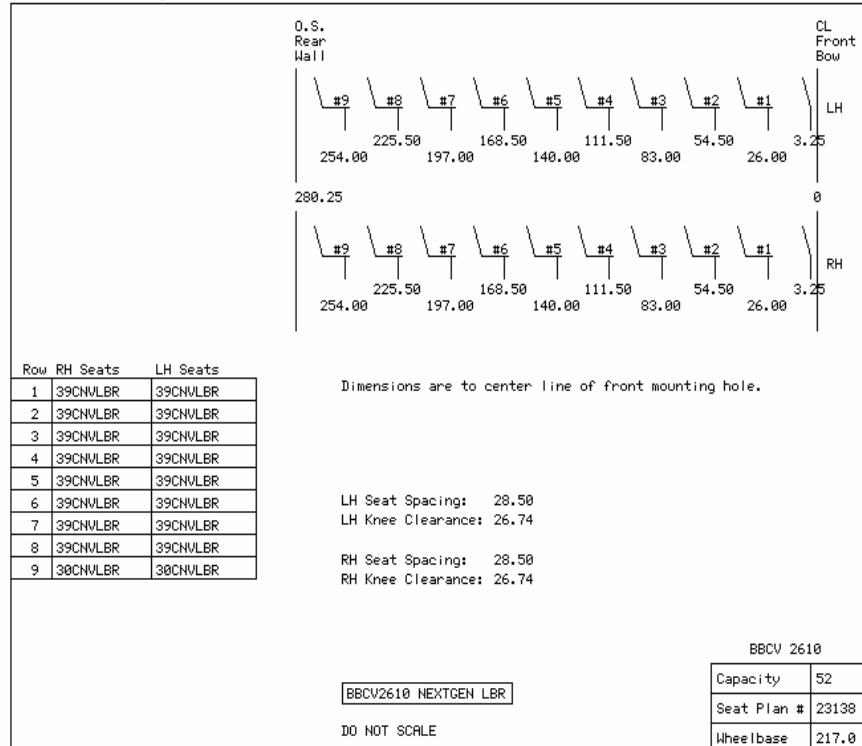 O.S. Rear Wall
CL Front Bow
#9 #8 #7 #6 #5 #4 #3 #2 #1 LH
225.50 168.50 111.50 54.50 3.25
254.00 197.00 140.00 83.00 26.00
280.25 0
#9 #8 #7 #6 #5 #4 #3 #2 #1 RH
225.50 168.50 111.50 54.50 3.25
254.00 197.00 140.00 83.00 26.00
Row RH Seats LH Seats
1 39CNVLBR 39CNVLBR
2 39CNVLBR 39CNVLBR
3 39CNVLBR 39CNVLBR
4 39CNVLBR 39CNVLBR
5 39CNVLBR 39CNVLBR
6 39CNVLBR 39CNVLBR
7 39CNVLBR 39CNVLBR
8 39CNVLBR 39CNVLBR
9 30CNVLBR 30CNVLBR
Dimensions are to center line of front mounting hole.
LH Seat Spacing: 28.50
LH Knee Clearance: 26.74
RH Seat Spacing: 28.50
RH Knee Clearance: 26.74
BBCV2610 NEXTGEN LBR
DO NOT SCALE
BBCV 2610
Capacity 52
Seat Plan # 23138
Wheelbase 217.0